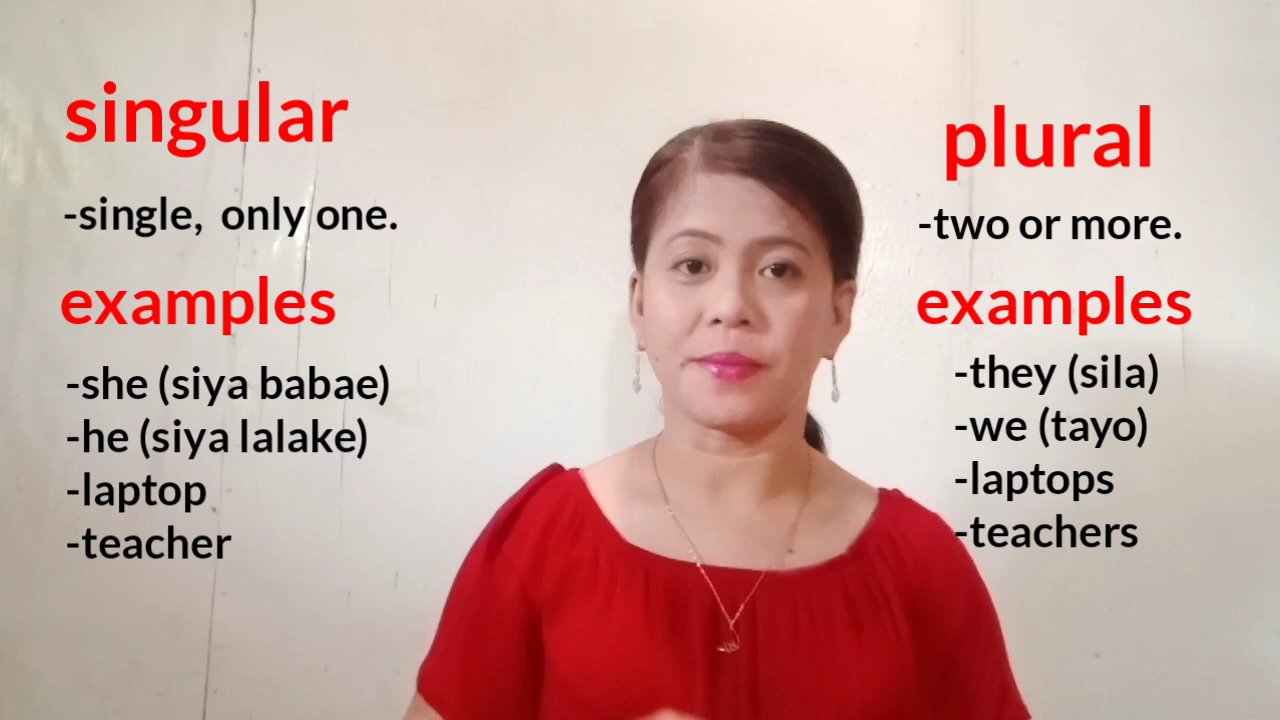 singular
-single, only one.
examples
-she (siya babae)
-he (siya lalake)
-laptop
-teacher
plural
-two or more.
examples
-they (sila)
-we (tayo)
-laptops
-teachers